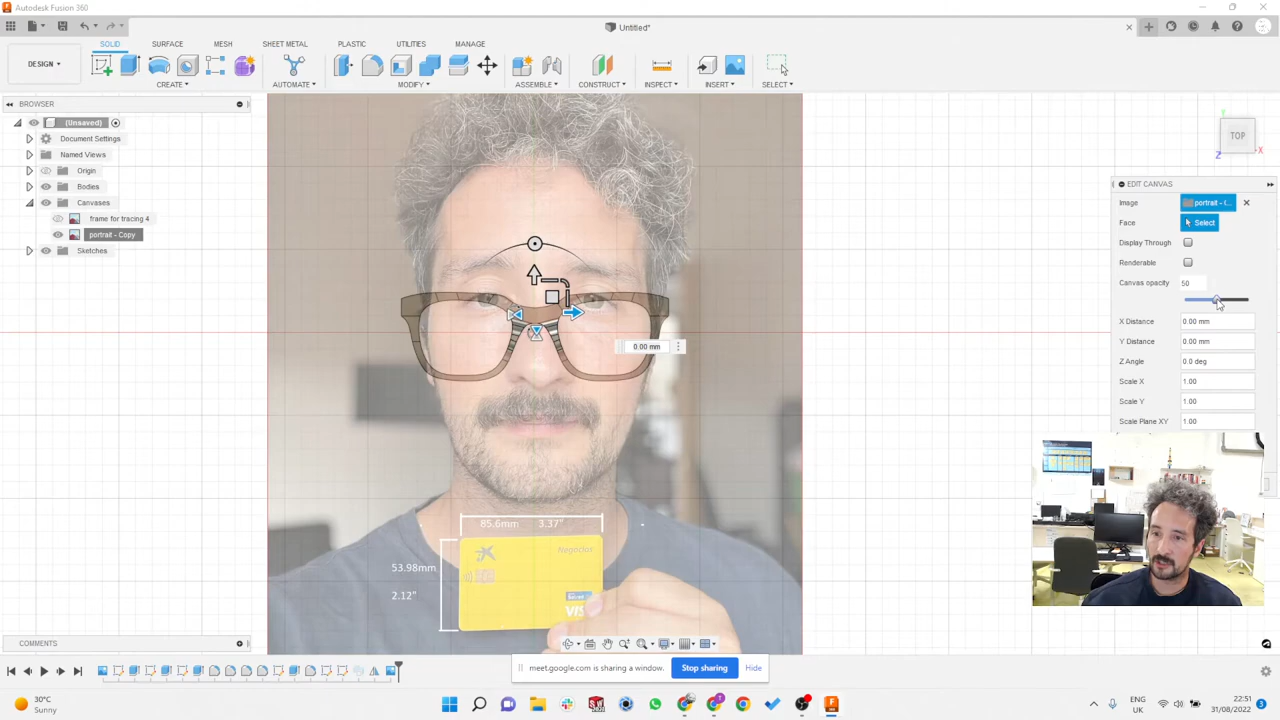 Autodesk Fusion 360
Untitled*
DESIGN
SOLID SURFACE MESH SHEET METAL PLASTIC UTILITIES MANAGE
CREATE AUTOMATE MODIFY ASSEMBLE CONSTRUCT INSPECT INSERT SELECT
BROWSER
(Unsaved)
Document Settings
Named Views
Origin
Bodies
Canvases
frame for tracing 4
portrait - Copy
Sketches
TOP
X
Z
EDIT CANVAS
Image portrait - (...
Face Select
Display Through
Renderable
Canvas opacity 50
X Distance 0.00 mm
Y Distance 0.00 mm
Z Angle 0.0 deg
Scale X 1.00
Scale Y 1.00
Scale Plane XY 1.00
0.00 mm
85.6mm 3.37"
53.98mm
2.12"
Negocios
VISA
COMMENTS
meet.google.com is sharing a window.
Stop sharing
Hide
30°C
Sunny
ENG
UK
22:51
31/08/2022
3